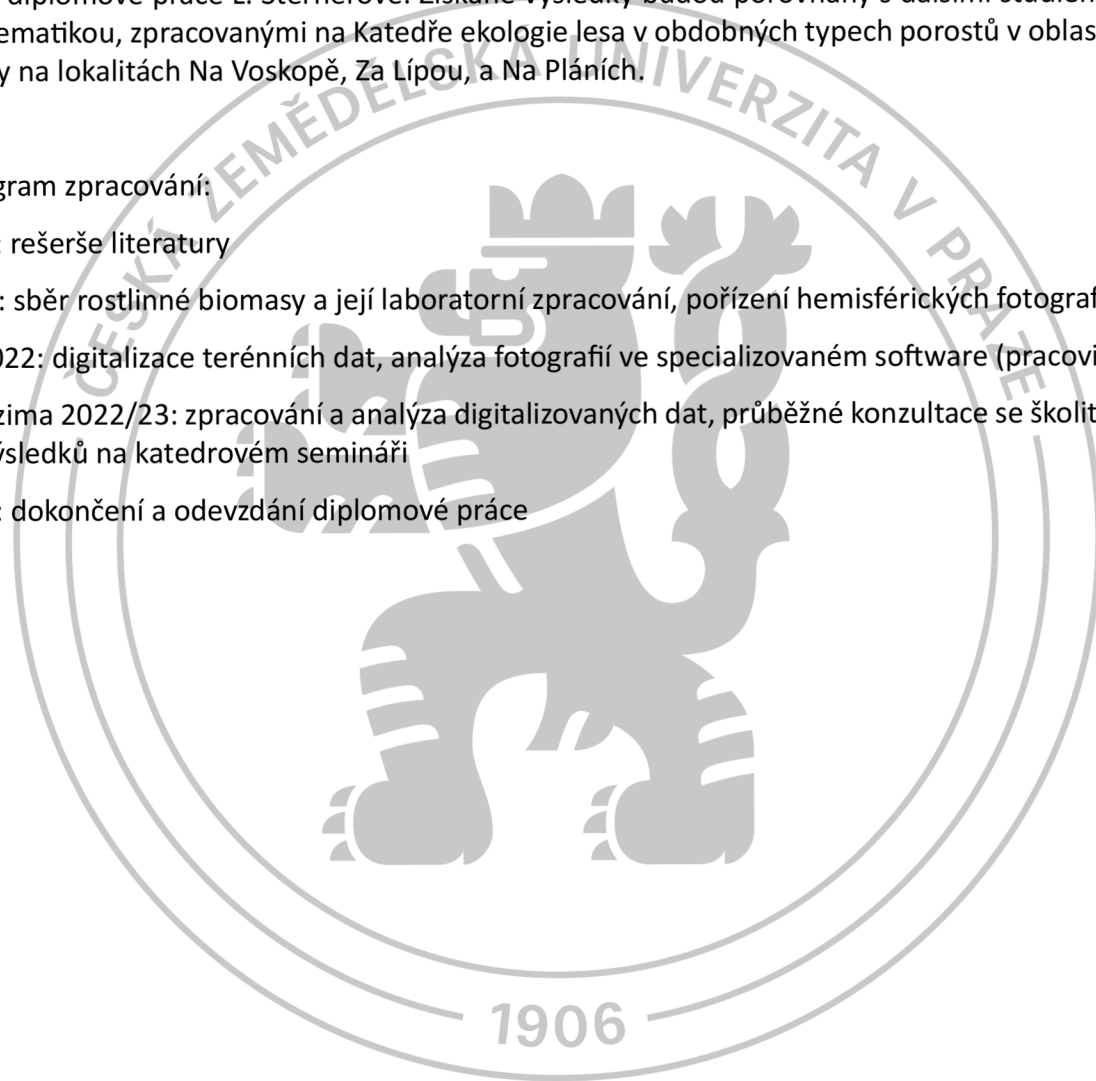 diplomové práce L. Sternerové. Získané výsledky budou porovnány s dalšími studiem
ematikou, zpracovanými na Katedře ekologie lesa v obdobných typech porostů v oblas
y na lokalitách Na Voskopě, Za Lípou, a Na Pláních.
gram zpracování:
: rešerše literatury
: sběr rostlinné biomasy a její laboratorní zpracování, pořízení hemisférických fotograf
022: digitalizace terénních dat, analýza fotografií ve specializovaném software (pracovi
zima 2022/23: zpracování a analýza digitalizovaných dat, průběžné konzultace se školit
ýsledků na katedrovém semináři
: dokončení a odevzdání diplomové práce
ČESKÁ ZEMĚDĚLSKÁ UNIVERZITA V PRAZE
1906